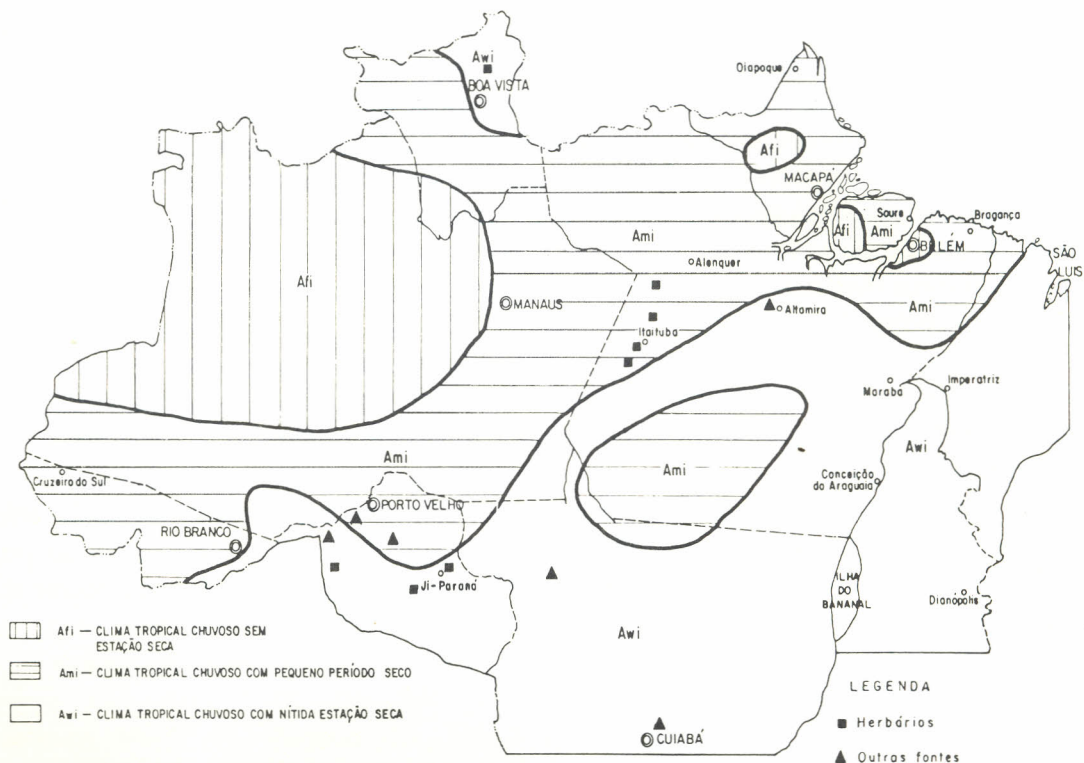 Awi
BOA VISTA
Oiapoque
Afi
MACAPÁ
Soure
Bragança
Afi
Ami
BELÉM
SÃO
LUIS
Ami
Alenquer
Afi
MANAUS
Altamira
Ami
Itaituba
Marabá
Imperatriz
Awi
Ami
Ami
Cruzeiro do Sul
Conceição
do Araguaia
PORTO VELHO
RIO BRANCO
Ji-Paraná
ILHA
DO
BANANAL
Dianópolis
Awi
CUIABÁ
Afi — CLIMA TROPICAL CHUVOSO SEM
ESTAÇÃO SECA
Ami — CLIMA TROPICAL CHUVOSO COM PEQUENO PERÍODO SECO
Awi — CLIMA TROPICAL CHUVOSO COM NÍTIDA ESTAÇÃO SECA
LEGENDA
Herbários
Outras fontes